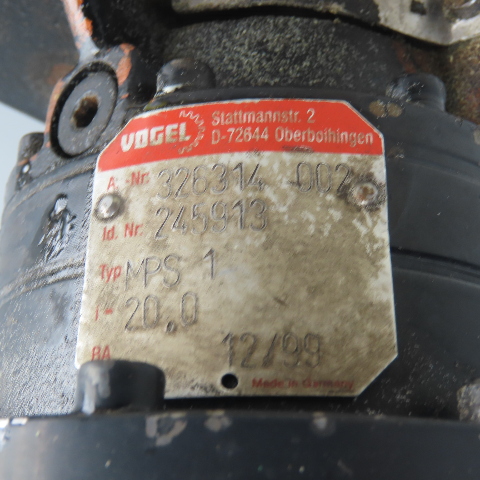 VOGEL
Stattmannstr. 2
D-72644 Oberboihingen
A.-Nr. 326314 002
Id. Nr. 245913
Typ MPS 1
i= 20,0
BA 12/99
Made in Germany